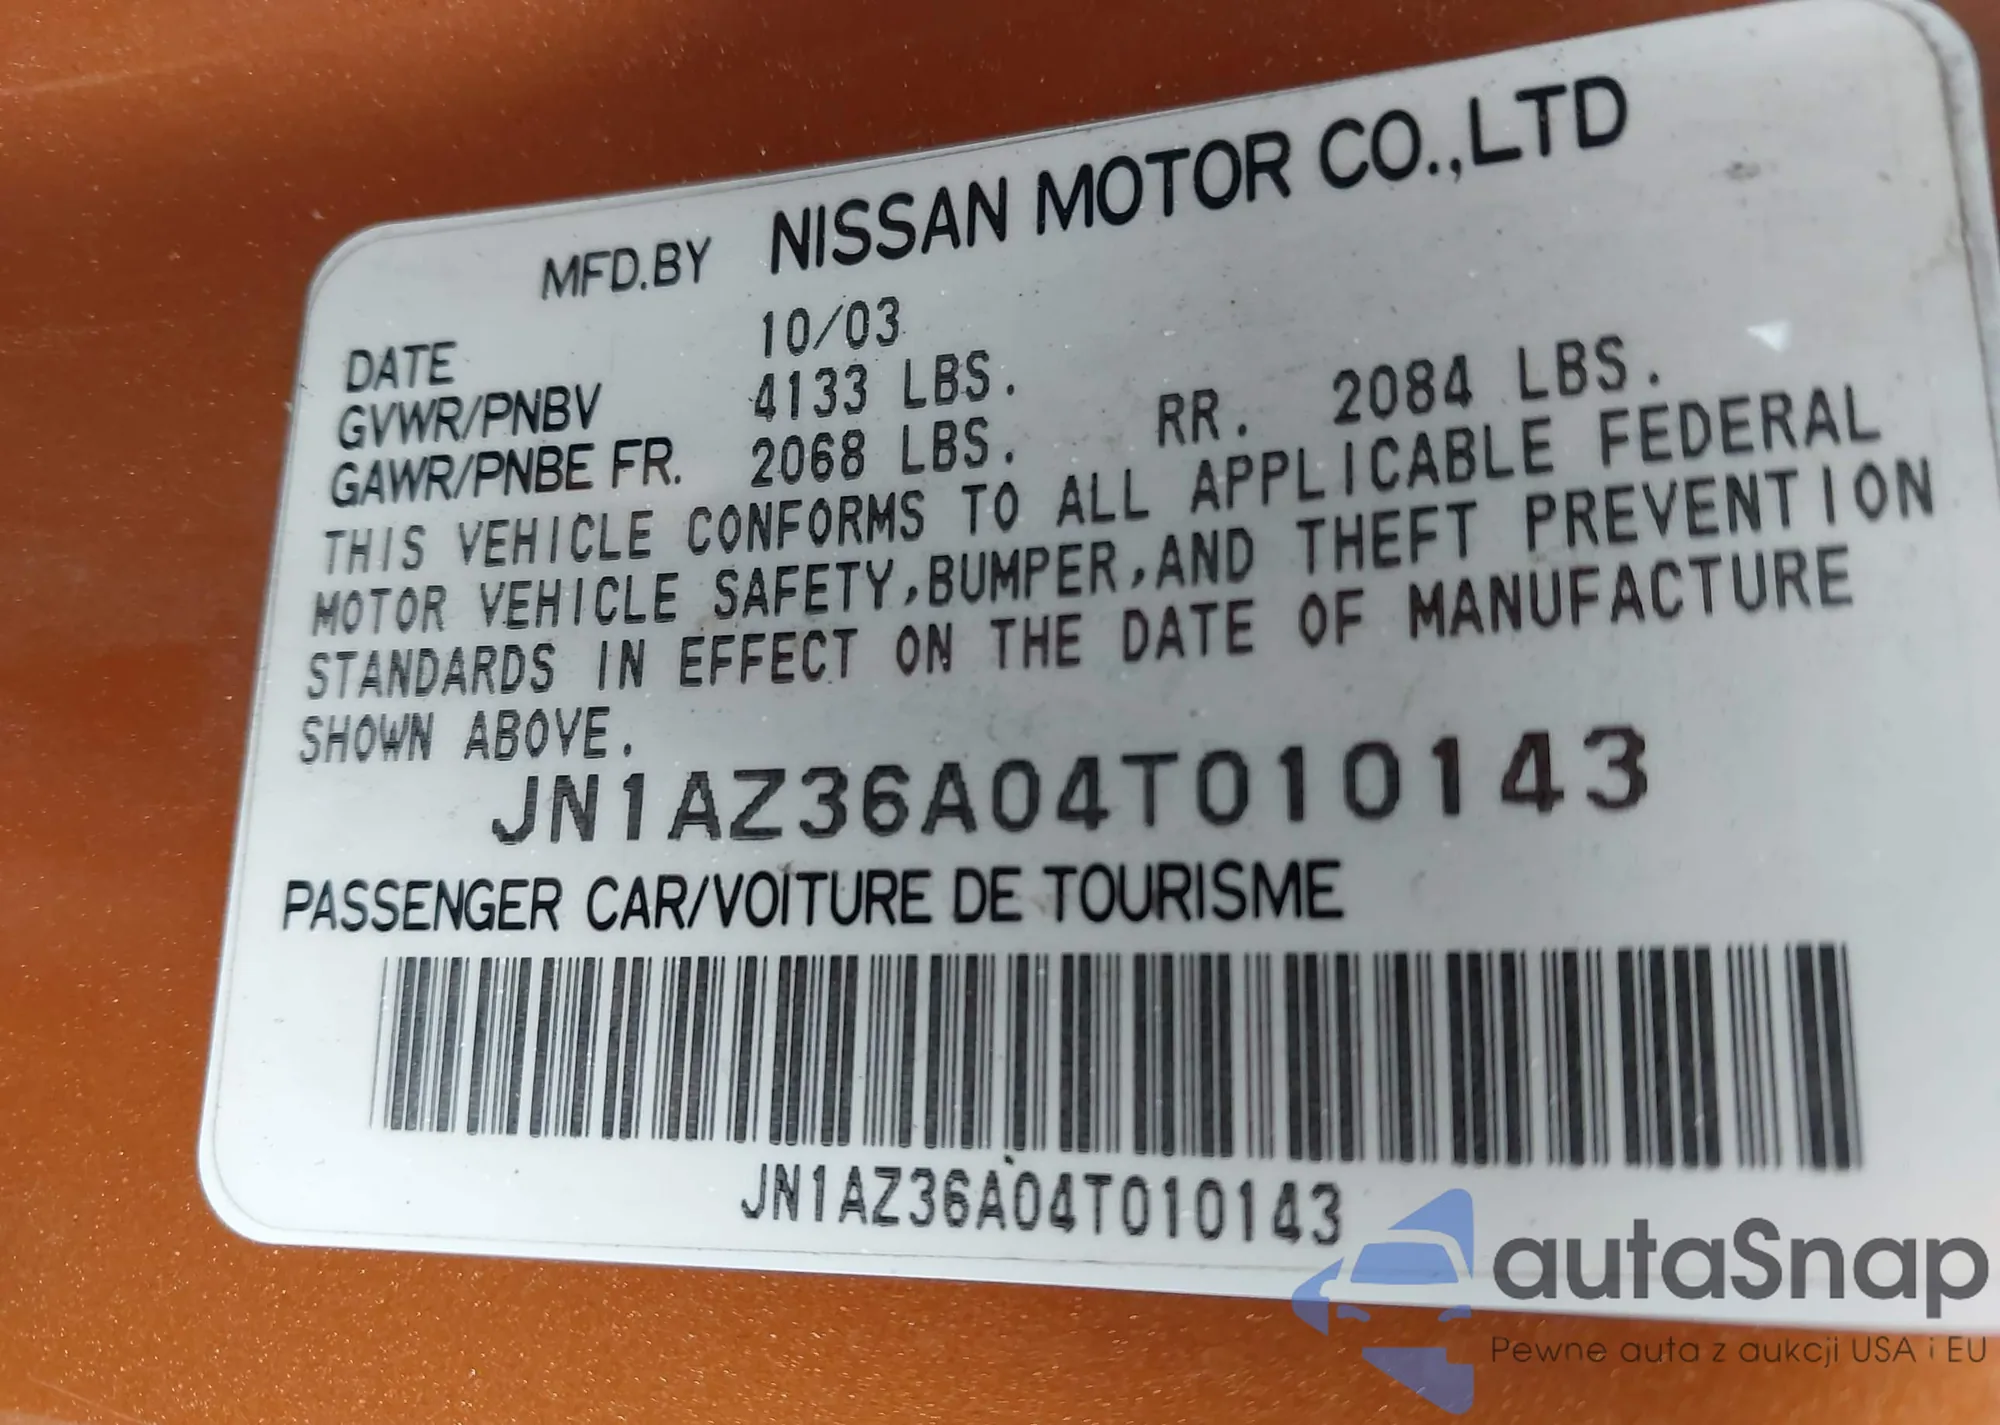 MFD.BY NISSAN MOTOR CO.,LTD
DATE 10/03
GVWR/PNBV 4133 LBS.
GAWR/PNBE FR. 2068 LBS. RR. 2084 LBS.
THIS VEHICLE CONFORMS TO ALL APPLICABLE FEDERAL
MOTOR VEHICLE SAFETY,BUMPER,AND THEFT PREVENTION
STANDARDS IN EFFECT ON THE DATE OF MANUFACTURE
SHOWN ABOVE.
JN1AZ36A04T010143
PASSENGER CAR/VOITURE DE TOURISME
JN1AZ36A04T010143
autaSnap
Pewne auta z aukcji USA i EU